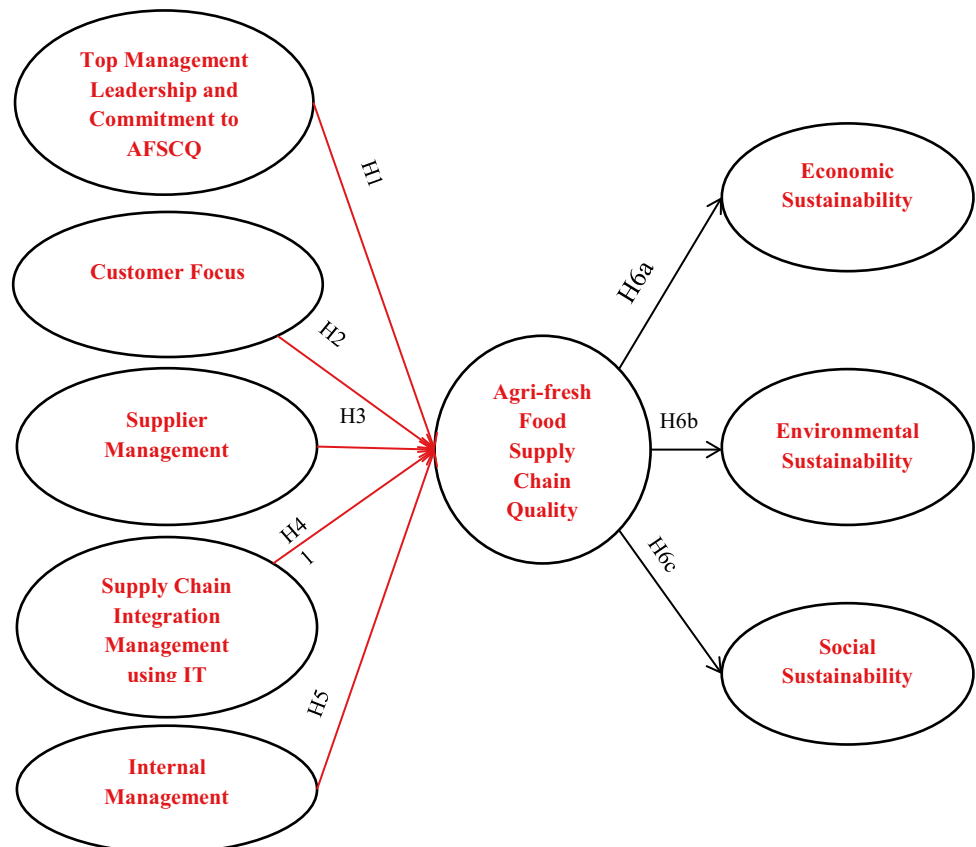 Top Management
Leadership and
Commitment to
AFSCQ
H1
Customer Focus
H2
Supplier
Management
H3
Supply Chain
Integration
Management
using IT
H4
1
Internal
Management
H5
Agri-fresh
Food
Supply
Chain
Quality
H6a
Economic
Sustainability
H6b
Environmental
Sustainability
H6c
Social
Sustainability